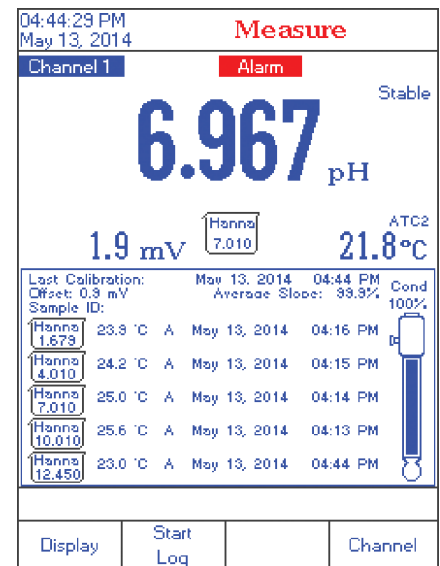 04:44:29 PM
May 13, 2014
Measure
Channel 1
Alarm
Stable
6.967 pH
1.9 mV
Hanna
7.010
ATC2
21.8°C
Last Calibration: May 13, 2014 04:44 PM
Offset: 0.9 mV Average Slope: 99.9%
Sample ID:
Cond
100%
Hanna
1.679
23.9 °C A May 13, 2014 04:16 PM
Hanna
4.010
24.2 °C A May 13, 2014 04:15 PM
Hanna
7.010
25.0 °C A May 13, 2014 04:14 PM
Hanna
10.010
25.6 °C A May 13, 2014 04:13 PM
Hanna
12.450
23.0 °C A May 13, 2014 04:44 PM
Display
Start
Log
Channel